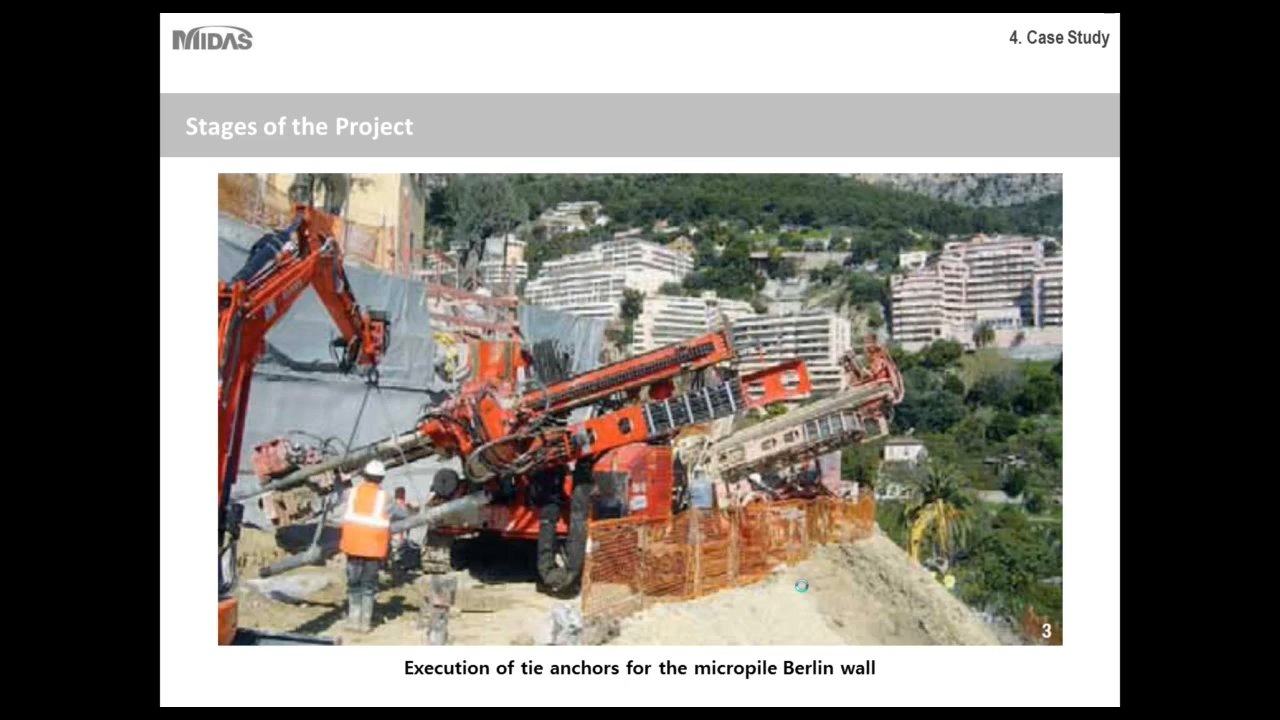 MIDAS
4. Case Study
Stages of the Project
3
Execution of tie anchors for the micropile Berlin wall